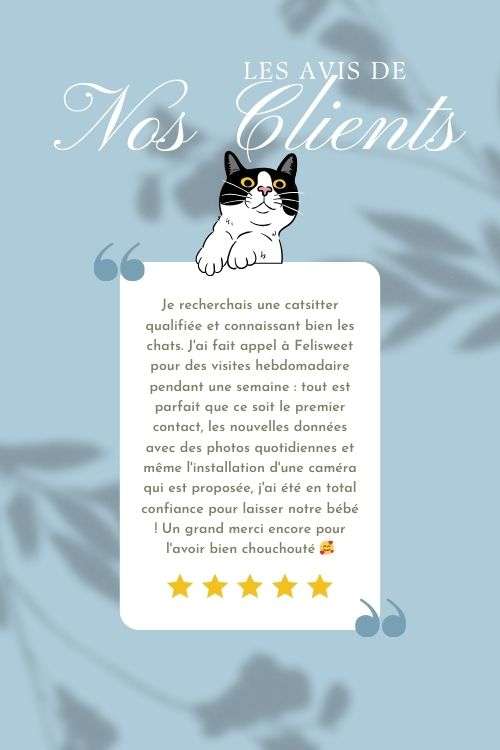 LES AVIS DE
Nos Clients
Je recherchais une catsitter
qualifiée et connaissant bien les
chats. J'ai fait appel à Felisweet
pour des visites hebdomadaire
pendant une semaine : tout est
parfait que ce soit le premier
contact, les nouvelles données
avec des photos quotidiennes et
même l'installation d'une caméra
qui est proposée, j'ai été en total
confiance pour laisser notre bébé
! Un grand merci encore pour
l'avoir bien chouchouté 🥰